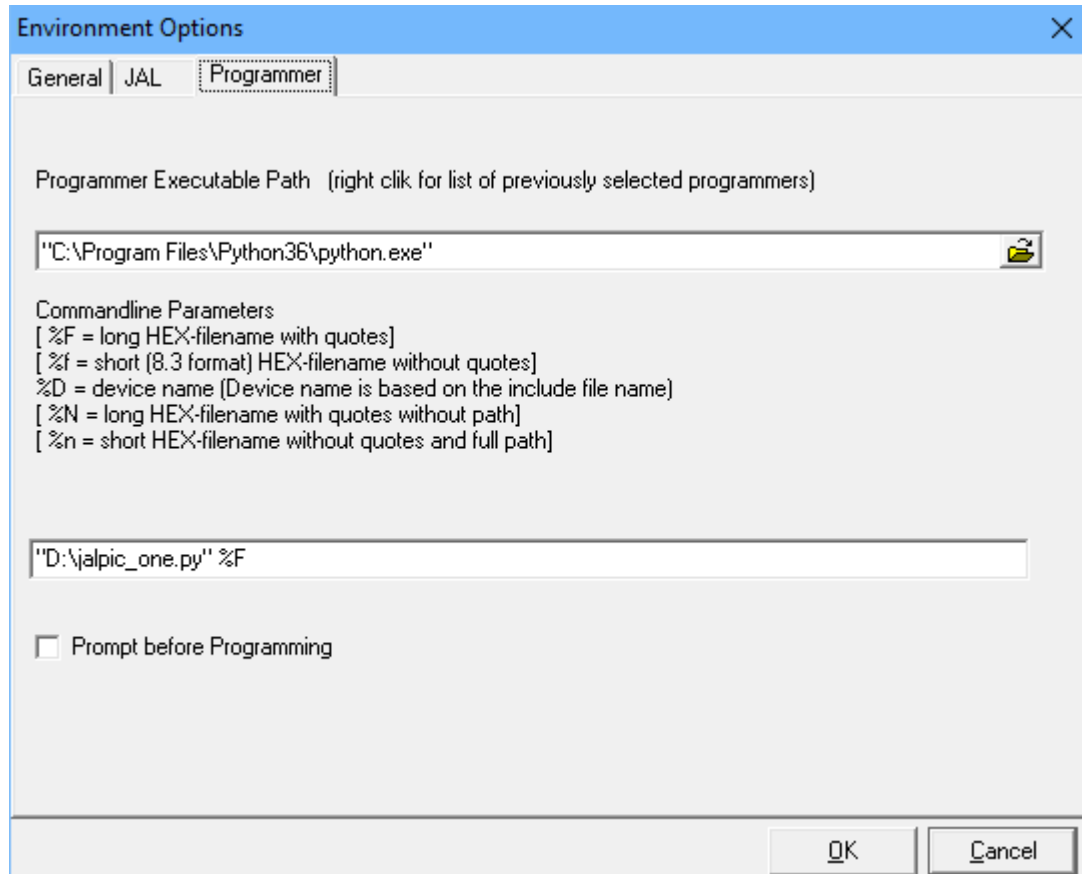 Environment Options
General JAL Programmer
Programmer Executable Path (right clik for list of previously selected programmers)
"C:\Program Files\Python36\python.exe"
Commandline Parameters
[ %F = long HEX-filename with quotes]
[ %f = short (8.3 format) HEX-filename without quotes]
%D = device name (Device name is based on the include file name)
[ %N = long HEX-filename with quotes without path]
[ %n = short HEX-filename without quotes and full path]
"D:\jalpic_one.py" %F
Prompt before Programming
OK Cancel